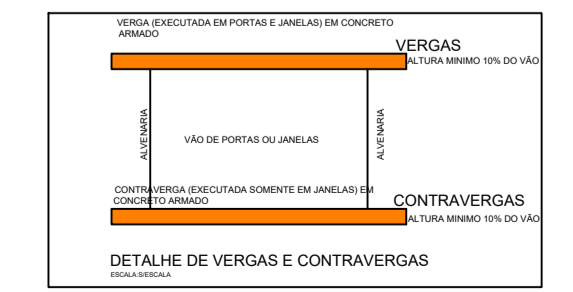 VERGA (EXECUTADA EM PORTAS E JANELAS) EM CONCRETO
ARMADO
VERGAS
ALTURA MINIMO 10% DO VÃO
ALVENARIA
VÃO DE PORTAS OU JANELAS
ALVENARIA
CONTRAVERGA (EXECUTADA SOMENTE EM JANELAS) EM
CONCRETO ARMADO
CONTRAVERGAS
ALTURA MINIMO 10% DO VÃO
DETALHE DE VERGAS E CONTRAVERGAS
ESCALA:S/ESCALA